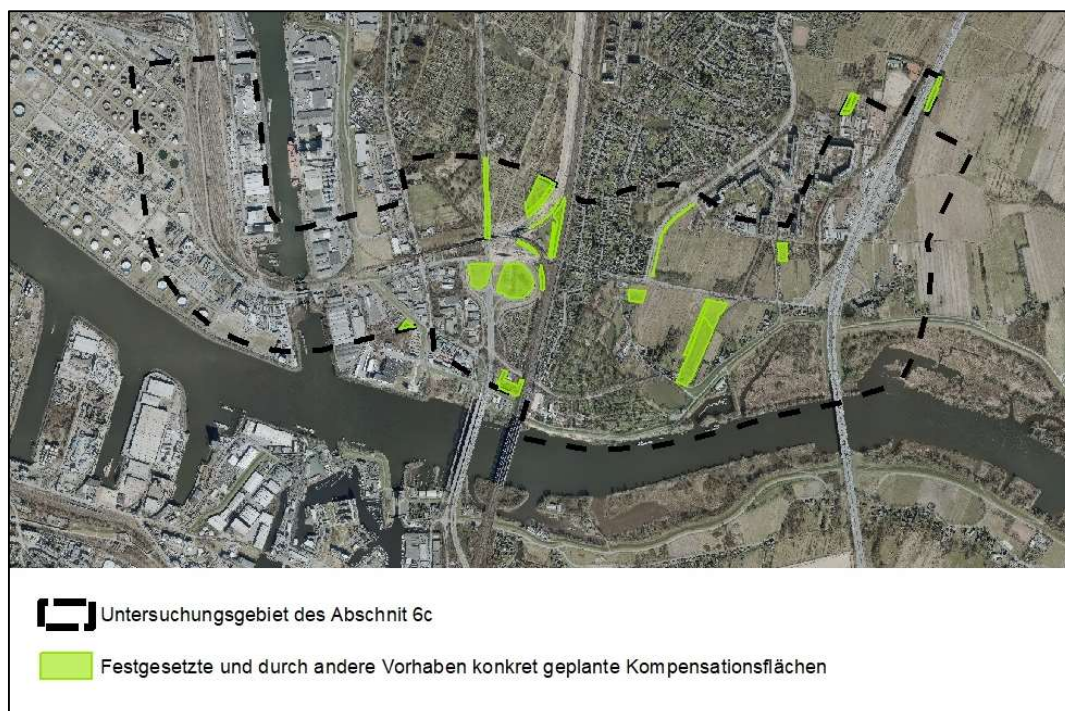 Untersuchungsgebiet des Abschnit 6c
Festgesetzte und durch andere Vorhaben konkret geplante Kompensationsflächen